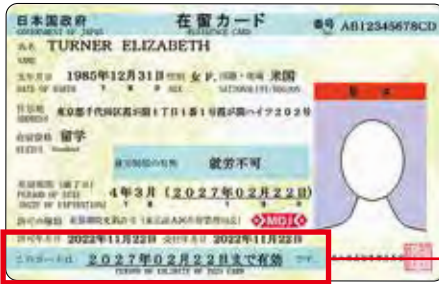 日本国政府 在留カード 番号 AB12345678CD
GOVERNMENT OF JAPAN RESIDENCE CARD
氏名 TURNER ELIZABETH
NAME
生年月日 1985年12月31日 性別 女 F. 国籍・地域 米国
DATE OF BIRTH Y M D SEX NATIONALITY/REGION
住居地 東京都千代田区霞が関1丁目1番1号霞が関ハイツ202号
ADDRESS
見本
在留資格 留学
STATUS Student
就労制限の有無 就労不可
在留期間(満了日) 4年3月(2027年02月22日)
PERIOD OF STAY
(DATE OF EXPIRATION) Y M Y M D
許可の種類 MOJ
許可年月日 2022年11月22日 交付年月日 2022年11月22日
このカードは 2027年02月22日まで有効 です。
PERIOD OF VALIDITY OF THIS CARD